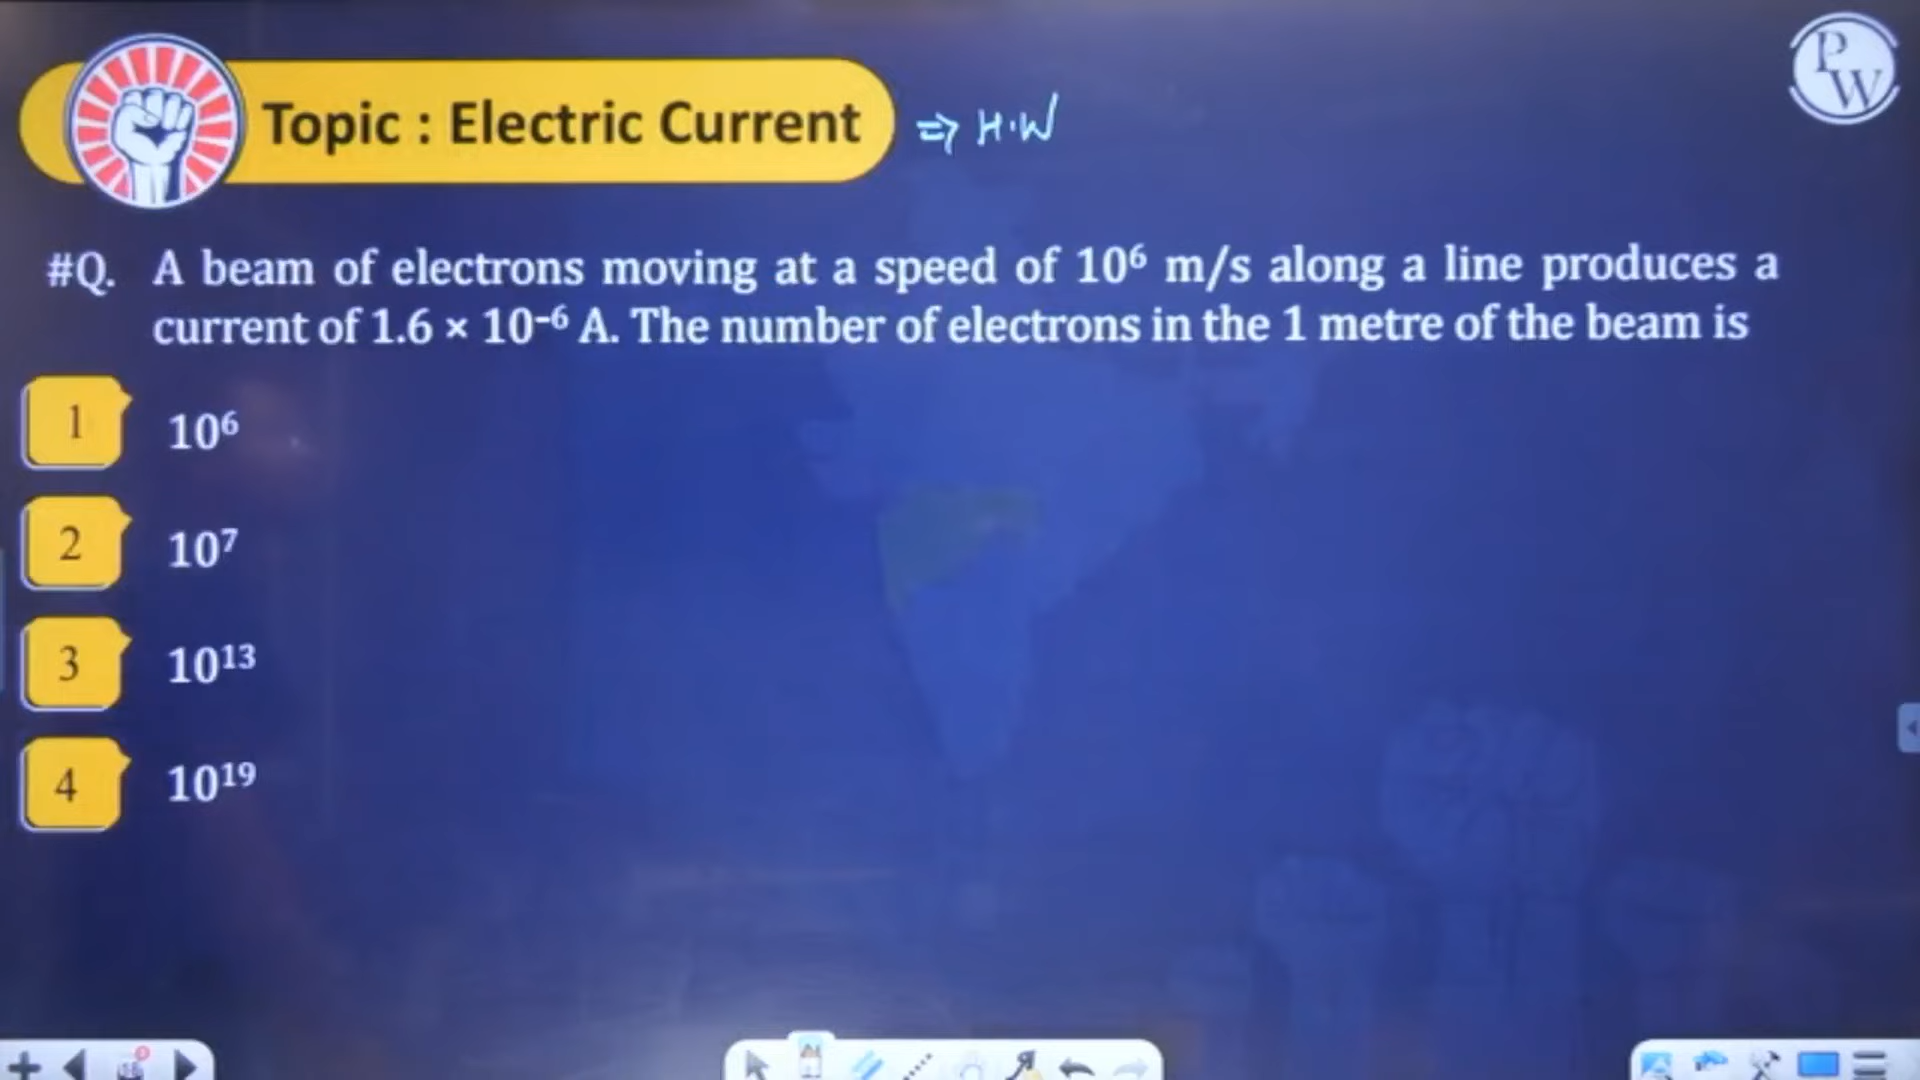 Topic : Electric Current ⇒ H.W
PW
#Q. A beam of electrons moving at a speed of 10⁶ m/s along a line produces a
current of 1.6 × 10⁻⁶ A. The number of electrons in the 1 metre of the beam is
1 10⁶
2 10⁷
3 10¹³
4 10¹⁹